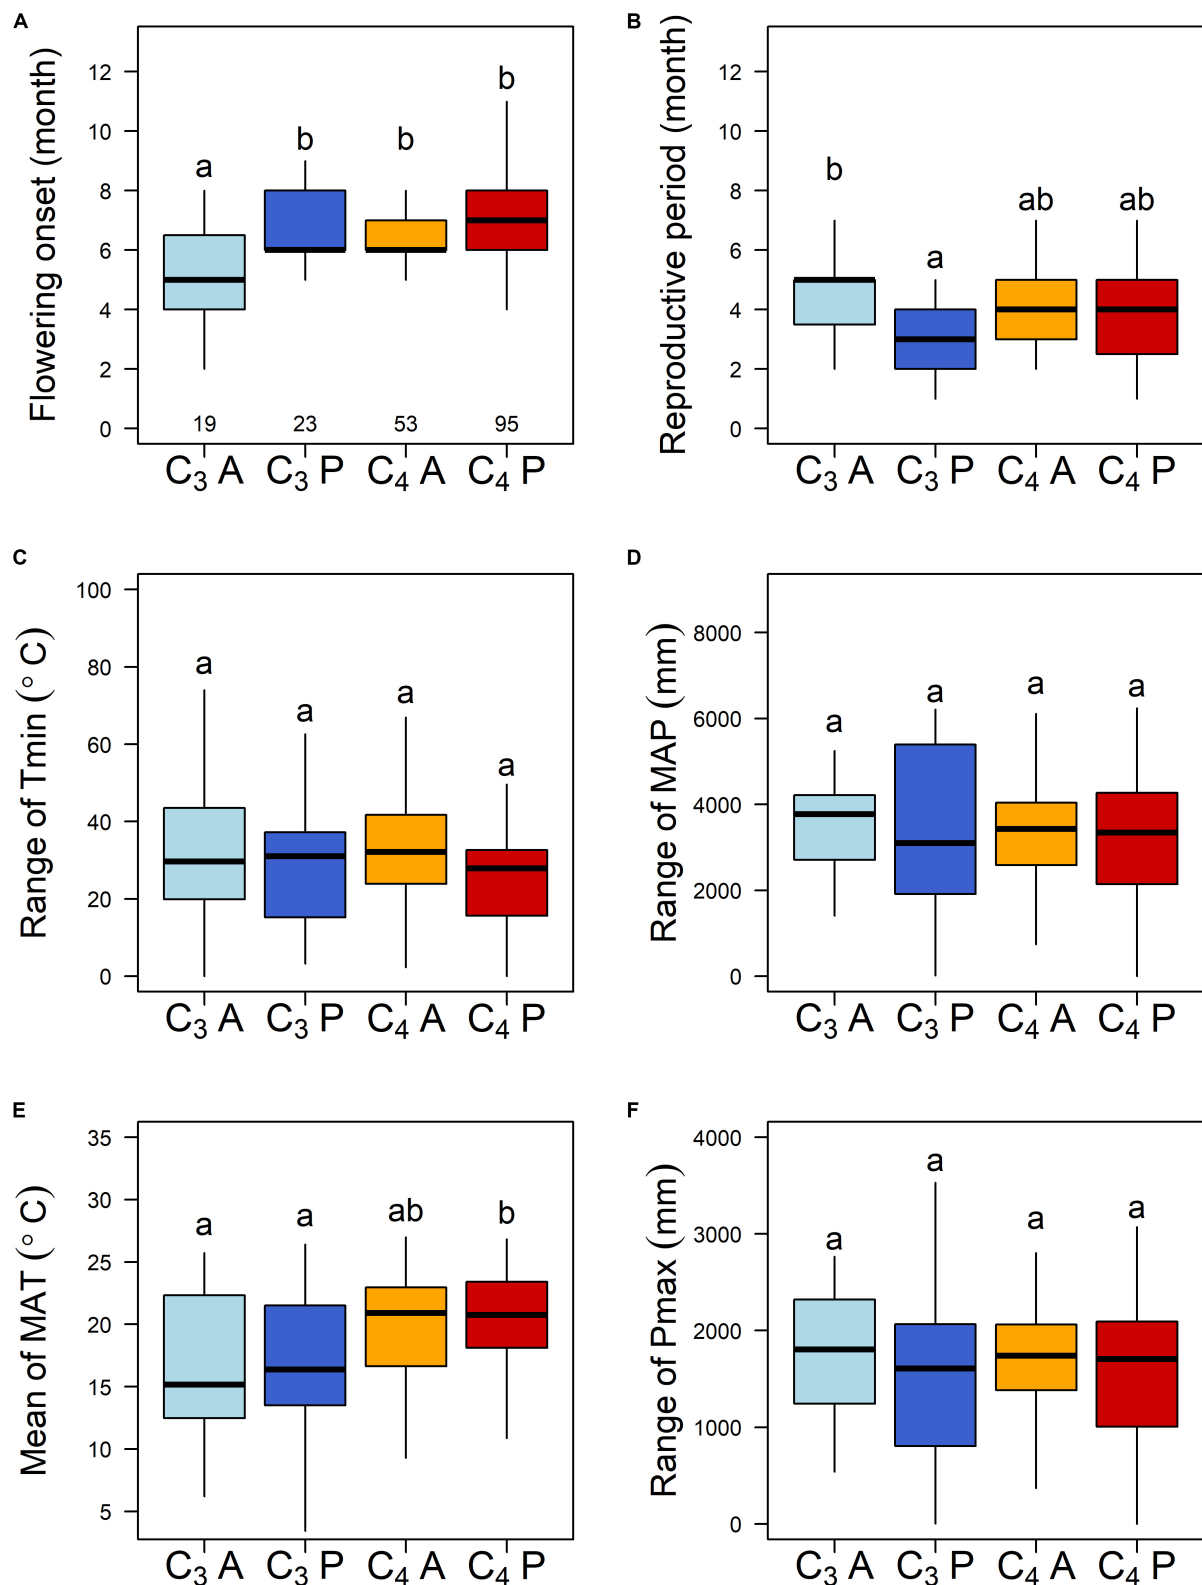 A
Flowering onset (month)
12
10
8
6
4
2
0
a
b
b
b
19
23
53
95
C3 A
C3 P
C4 A
C4 P
B
Reproductive period (month)
12
10
8
6
4
2
0
b
a
ab
ab
C3 A
C3 P
C4 A
C4 P
C
Range of Tmin (° C)
100
80
60
40
20
0
a
a
a
a
C3 A
C3 P
C4 A
C4 P
D
Range of MAP (mm)
8000
6000
4000
2000
0
a
a
a
a
C3 A
C3 P
C4 A
C4 P
E
Mean of MAT (° C)
35
30
25
20
15
10
5
a
a
ab
b
C3 A
C3 P
C4 A
C4 P
F
Range of Pmax (mm)
4000
3000
2000
1000
0
a
a
a
a
C3 A
C3 P
C4 A
C4 P